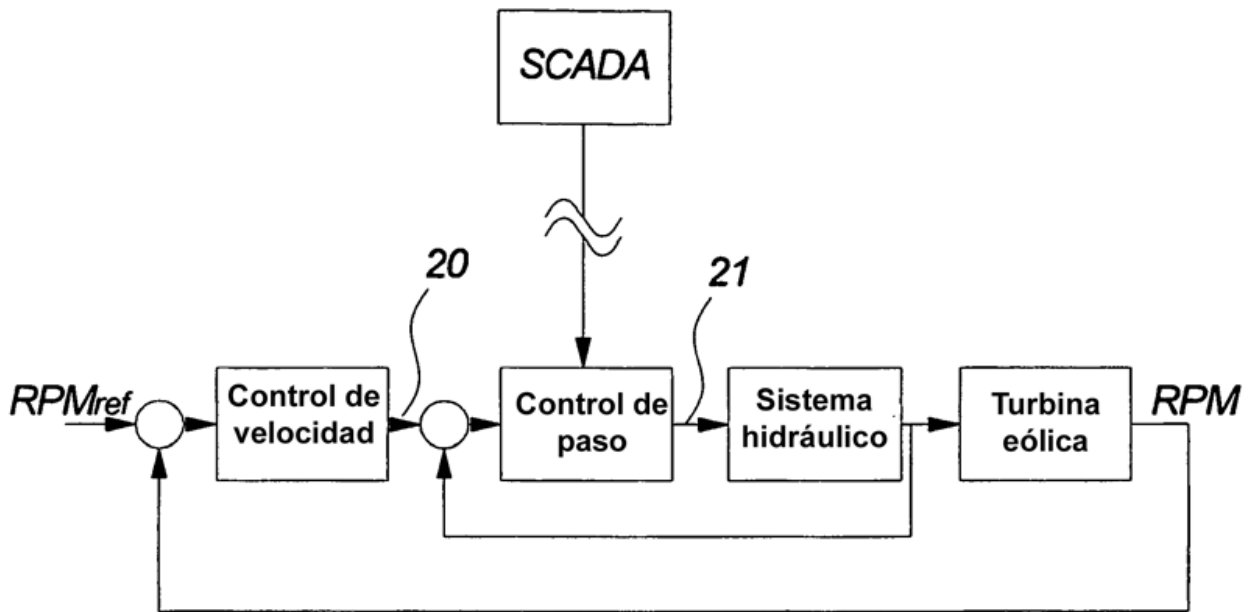 SCADA
20
21
RPMref
Control de
velocidad
Control de
paso
Sistema
hidráulico
Turbina
eólica
RPM